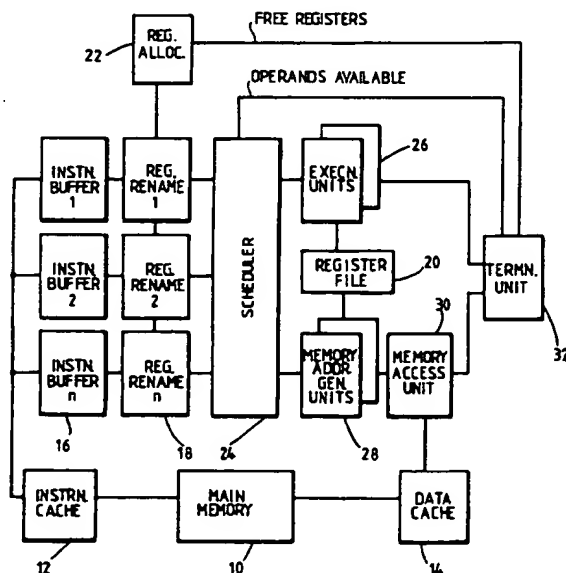 FREE REGISTERS
REG.
ALLOC.
22
OPERANDS AVAILABLE
INSTN.
BUFFER
1
REG.
RENAME
1
EXECN.
UNITS
26
INSTN.
BUFFER
2
REG.
RENAME
2
SCHEDULER
REGISTER
FILE
20
TERMN.
UNIT
32
INSTN.
BUFFER
n
REG.
RENAME
n
MEMORY
ADDR
GEN.
UNITS
30
MEMORY
ACCESS
UNIT
16
18
24
28
INSTRN.
CACHE
MAIN
MEMORY
DATA
CACHE
12
10
14